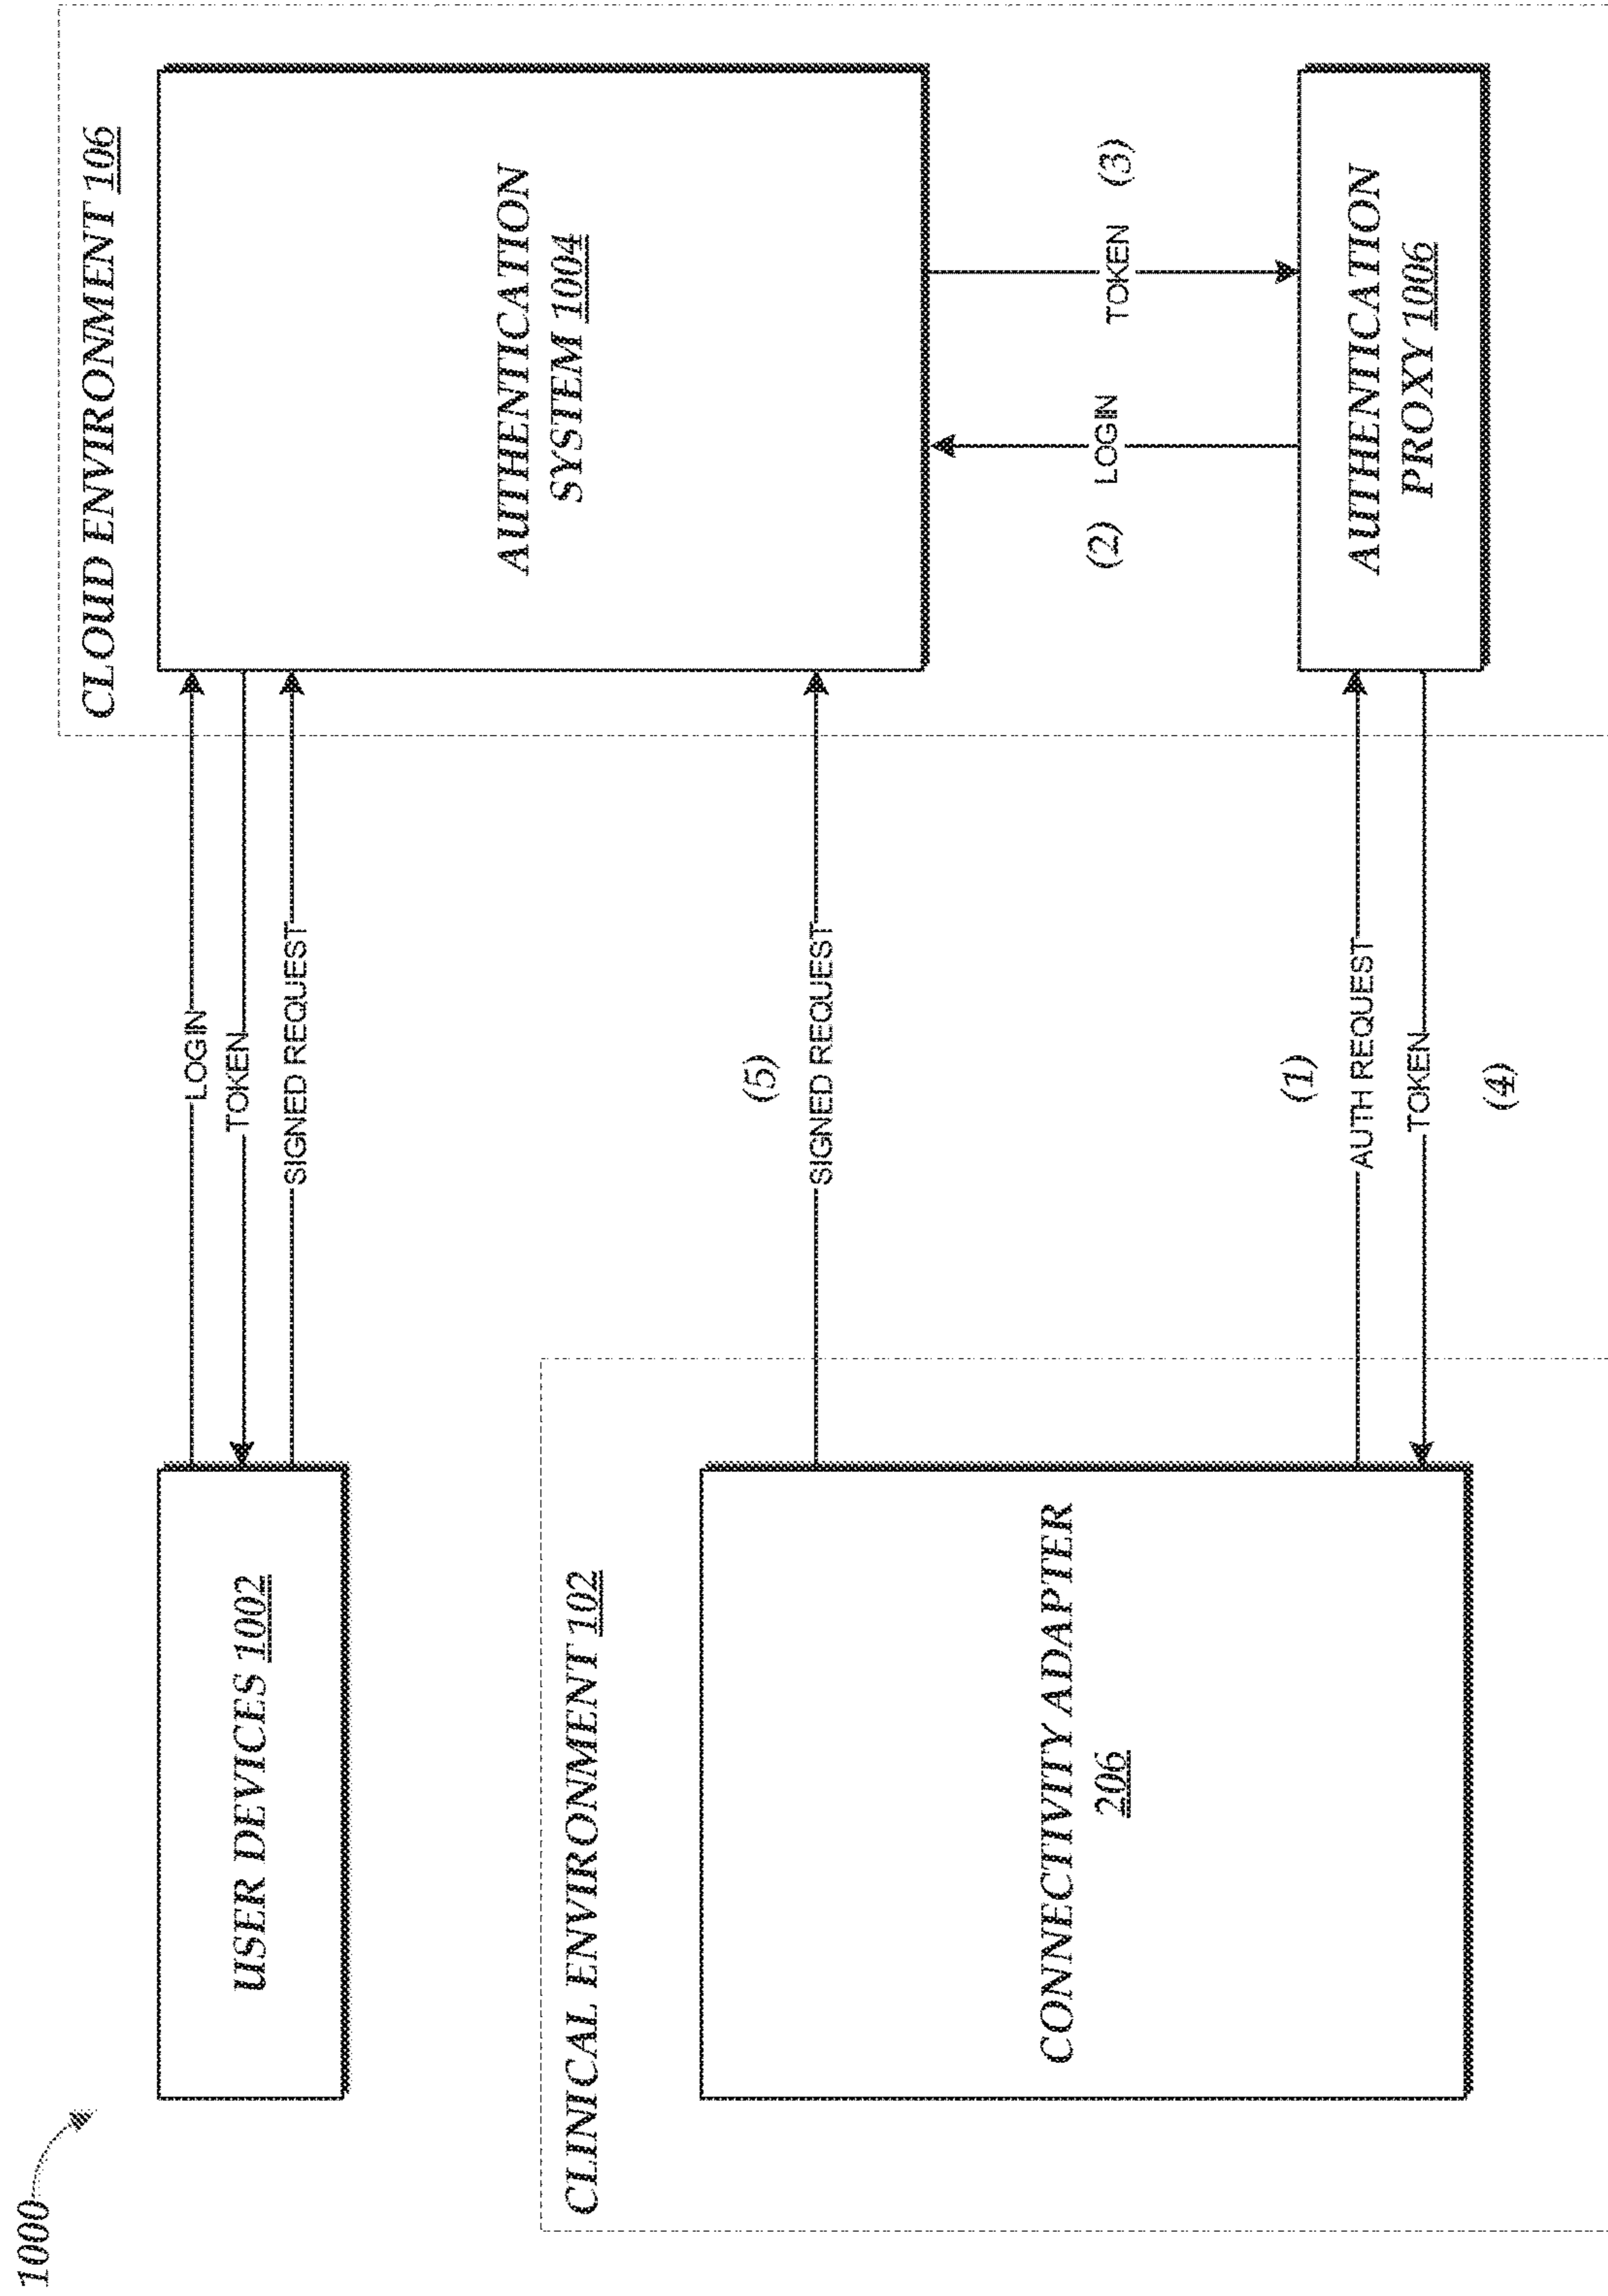 1000
CLOUD ENVIRONMENT 106
USER DEVICES 1002
LOGIN
TOKEN
SIGNED REQUEST
AUTHENTICATION
SYSTEM 1004
CLINICAL ENVIRONMENT 102
(5)
SIGNED REQUEST
CONNECTIVITY ADAPTER
206
(2)
LOGIN
TOKEN
(3)
(1)
AUTH REQUEST
TOKEN
(4)
AUTHENTICATION
PROXY 1006